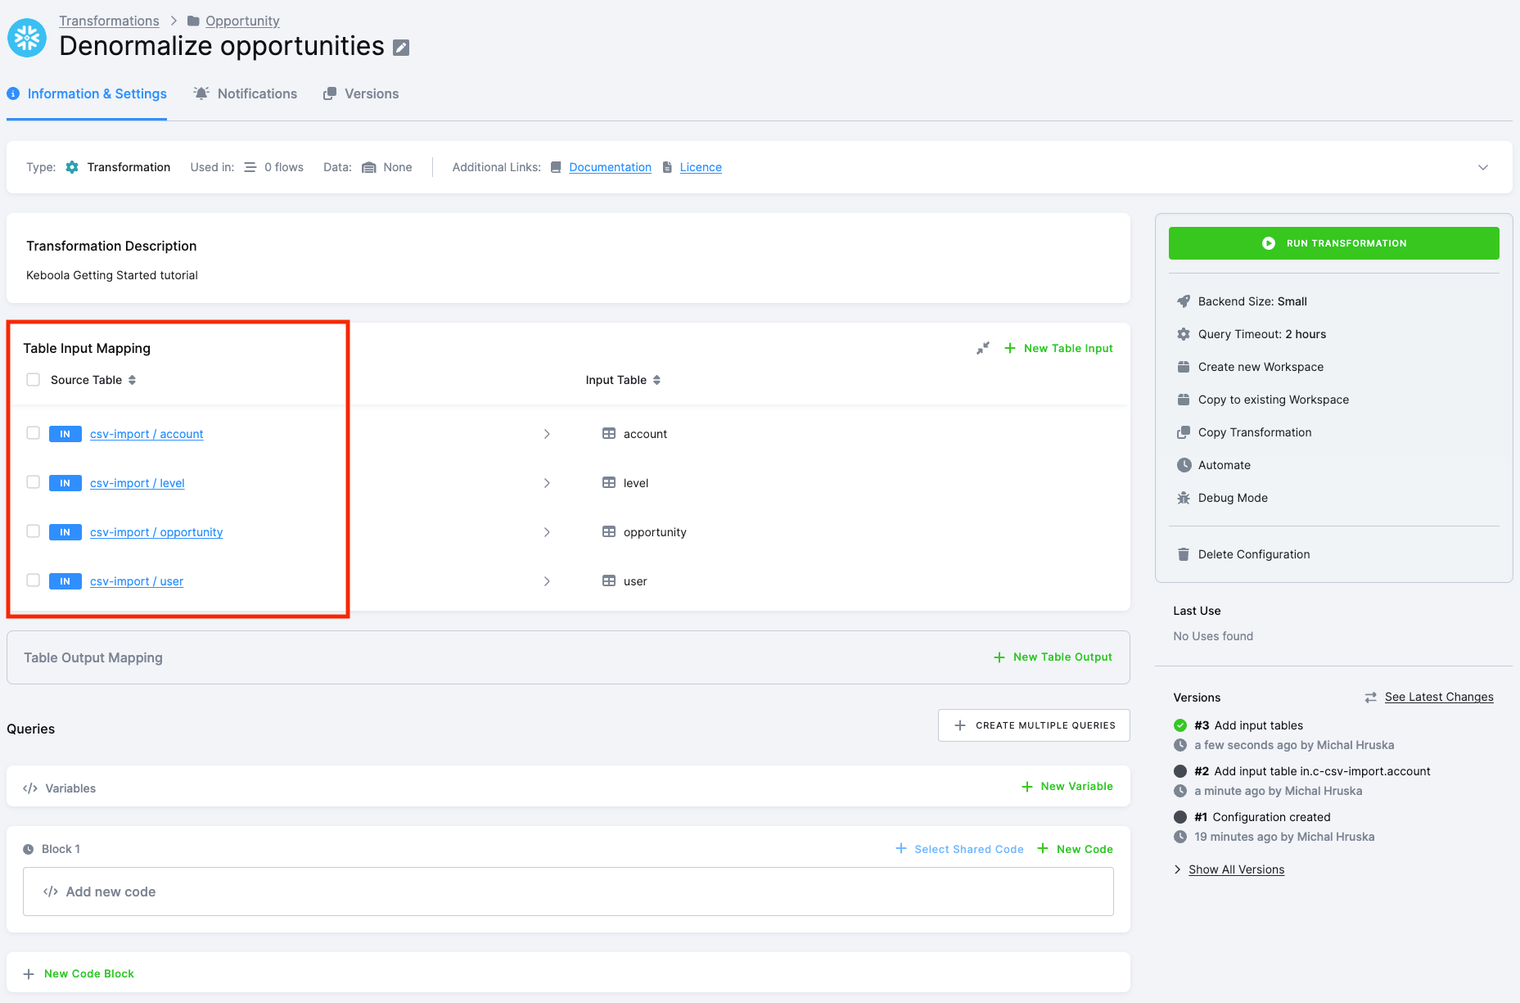 Transformations > Opportunity
Denormalize opportunities
Information & Settings Notifications Versions
Type: Transformation Used in: 0 flows Data: None Additional Links: Documentation Licence
Transformation Description
Keboola Getting Started tutorial
Table Input Mapping New Table Input
Source Table Input Table
IN csv-import / account account
IN csv-import / level level
IN csv-import / opportunity opportunity
IN csv-import / user user
Table Output Mapping New Table Output
Queries CREATE MULTIPLE QUERIES
</> Variables New Variable
Block 1 Select Shared Code New Code
</> Add new code
New Code Block
RUN TRANSFORMATION
Backend Size: Small
Query Timeout: 2 hours
Create new Workspace
Copy to existing Workspace
Copy Transformation
Automate
Debug Mode
Delete Configuration
Last Use
No Uses found
Versions See Latest Changes
#3 Add input tables
a few seconds ago by Michal Hruska
#2 Add input table in.c-csv-import.account
a minute ago by Michal Hruska
#1 Configuration created
19 minutes ago by Michal Hruska
Show All Versions